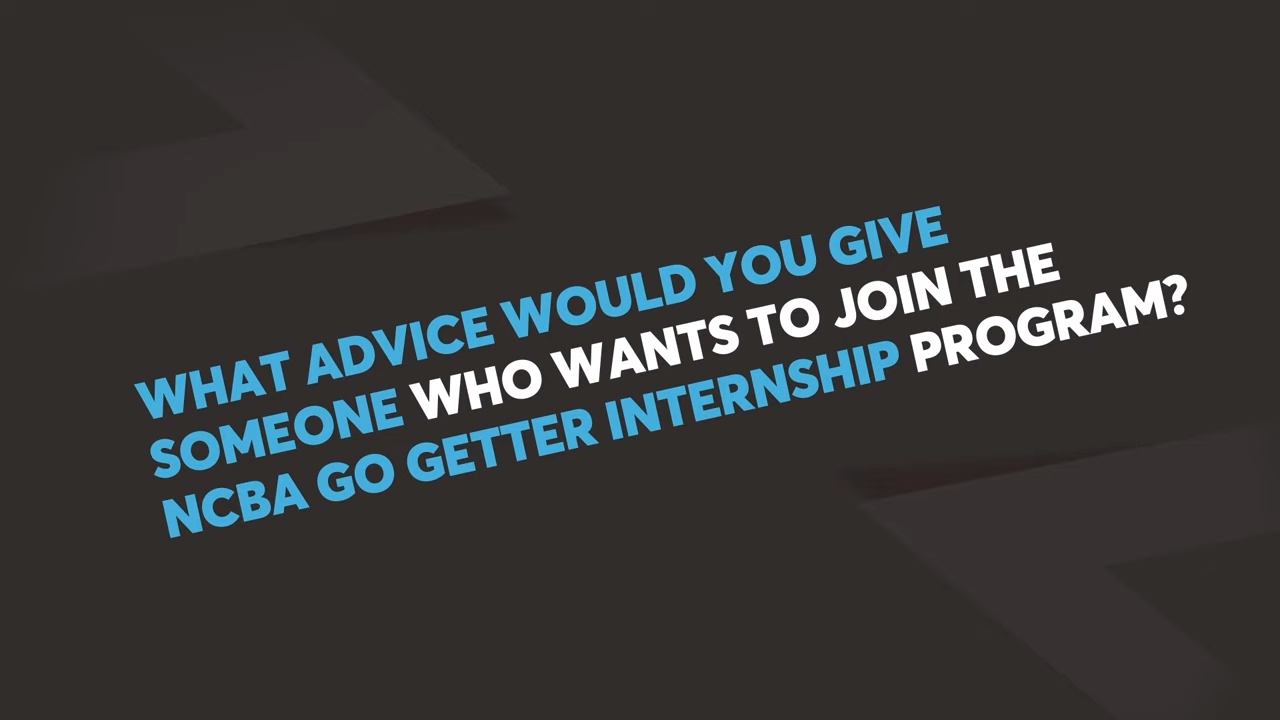 WHAT ADVICE WOULD YOU GIVE
SOMEONE WHO WANTS TO JOIN THE
NCBA GO GETTER INTERNSHIP PROGRAM?